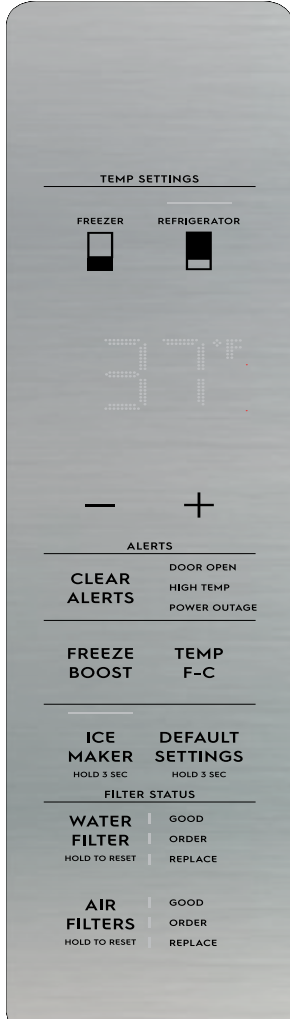 TEMP SETTINGS
FREEZER REFRIGERATOR
37°F
− +
ALERTS
CLEAR ALERTS
DOOR OPEN
HIGH TEMP
POWER OUTAGE
FREEZE BOOST
TEMP F-C
ICE MAKER
HOLD 3 SEC
DEFAULT SETTINGS
HOLD 3 SEC
FILTER STATUS
WATER FILTER
HOLD TO RESET
GOOD
ORDER
REPLACE
AIR FILTERS
HOLD TO RESET
GOOD
ORDER
REPLACE